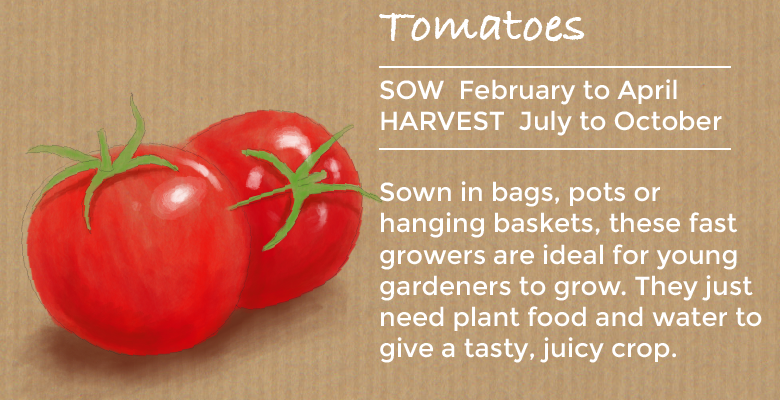 Tomatoes
SOW February to April
HARVEST July to October
Sown in bags, pots or
hanging baskets, these fast
growers are ideal for young
gardeners to grow. They just
need plant food and water to
give a tasty, juicy crop.